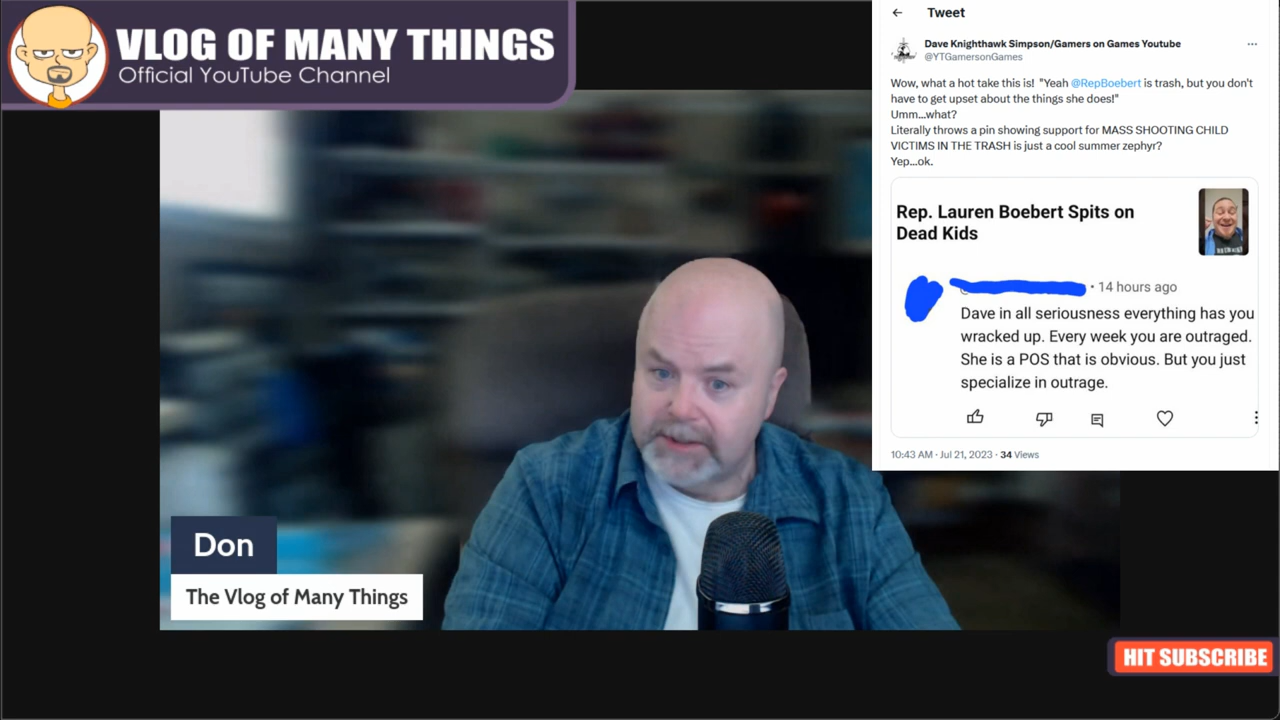 VLOG OF MANY THINGS
Official YouTube Channel
Tweet
Dave Knighthawk Simpson/Gamers on Games Youtube
@YTGamersonGames
Wow, what a hot take this is! "Yeah @RepBoebert is trash, but you don't
have to get upset about the things she does!"
Umm...what?
Literally throws a pin showing support for MASS SHOOTING CHILD
VICTIMS IN THE TRASH is just a cool summer zephyr?
Yep...ok.
Rep. Lauren Boebert Spits on
Dead Kids
• 14 hours ago
Dave in all seriousness everything has you
wracked up. Every week you are outraged.
She is a POS that is obvious. But you just
specialize in outrage.
10:43 AM · Jul 21, 2023 · 34 Views
Don
The Vlog of Many Things
HIT SUBSCRIBE